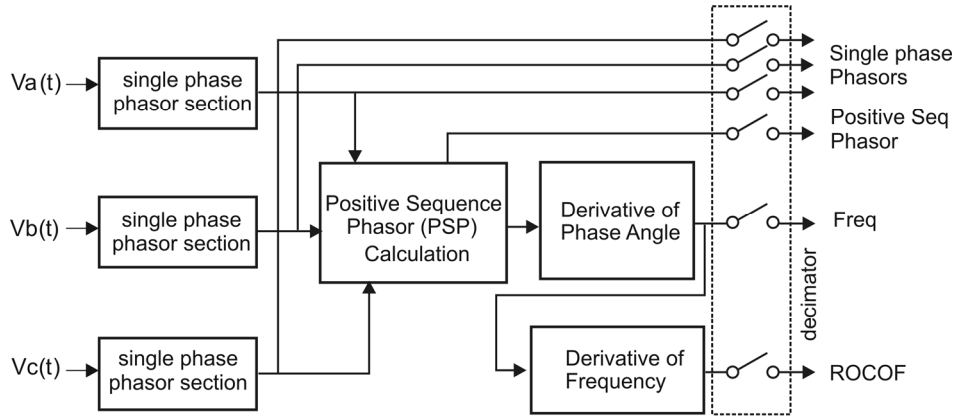 Va(t)
single phase
phasor section
Single phase
Phasors
Positive Seq
Phasor
Vb(t)
single phase
phasor section
Positive Sequence
Phasor (PSP)
Calculation
Derivative of
Phase Angle
Freq
decimator
Vc(t)
single phase
phasor section
Derivative of
Frequency
ROCOF